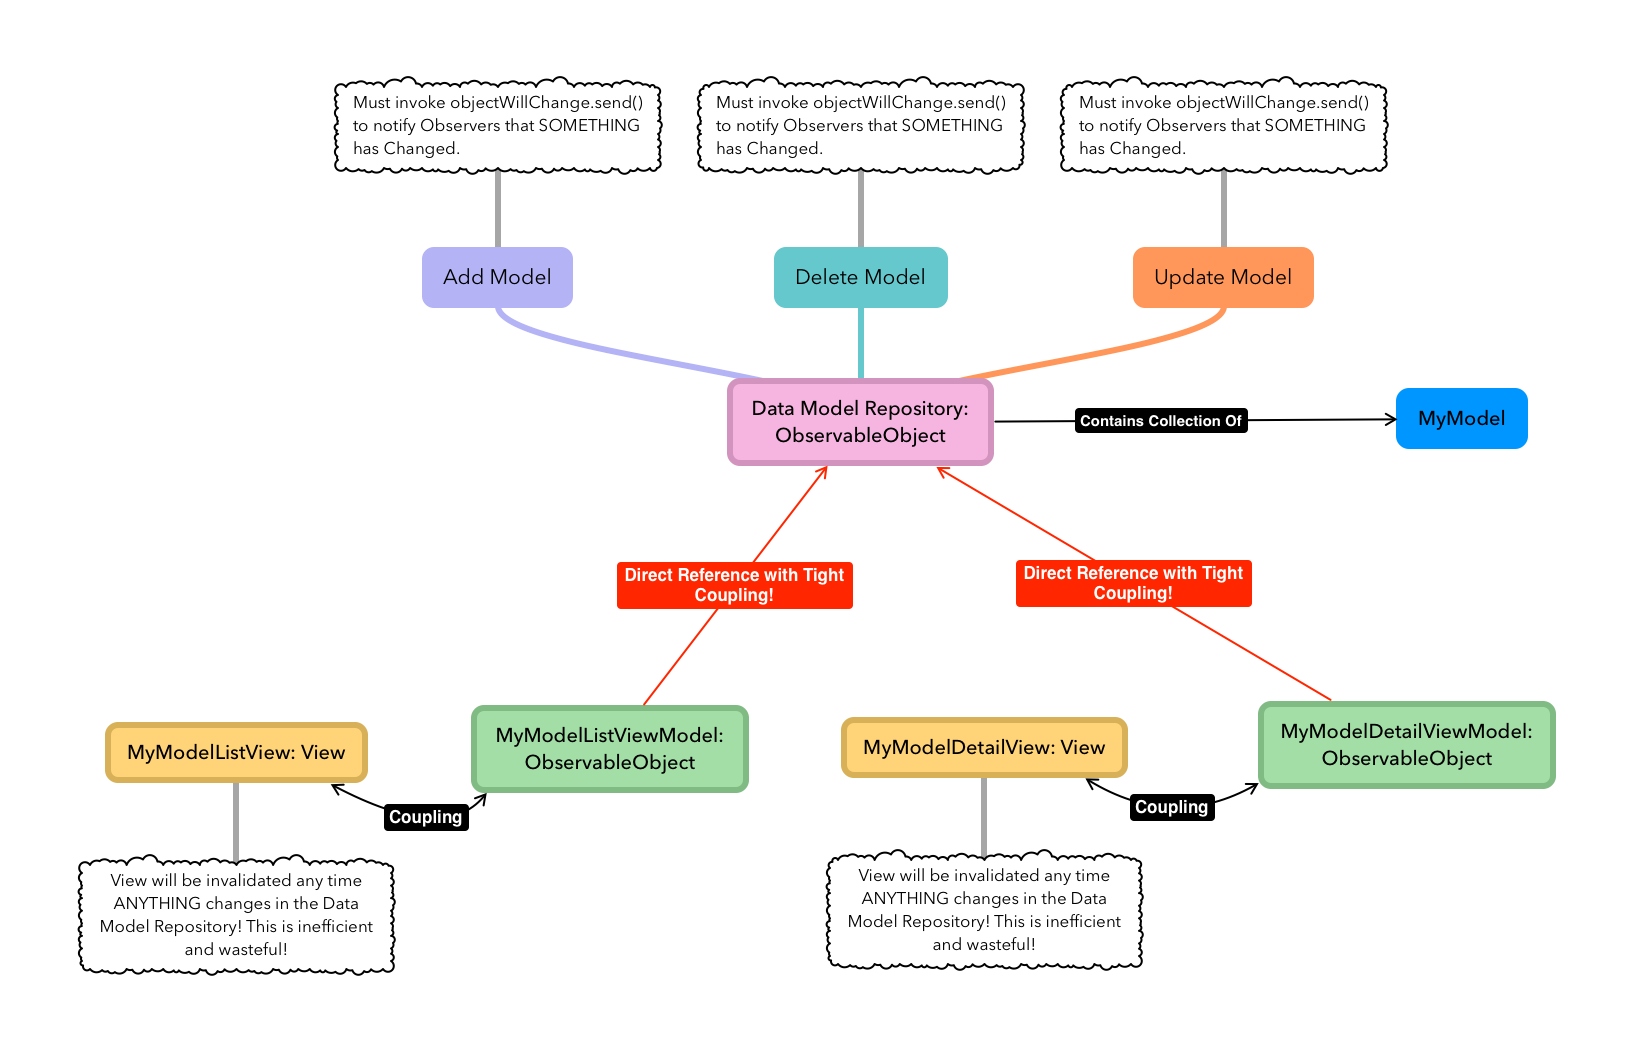 Must invoke objectWillChange.send()
to notify Observers that SOMETHING
has Changed.
Must invoke objectWillChange.send()
to notify Observers that SOMETHING
has Changed.
Must invoke objectWillChange.send()
to notify Observers that SOMETHING
has Changed.
Add Model
Delete Model
Update Model
Data Model Repository:
ObservableObject
Contains Collection Of
MyModel
Direct Reference with Tight
Coupling!
Direct Reference with Tight
Coupling!
MyModelListView: View
MyModelListViewModel:
ObservableObject
MyModelDetailView: View
MyModelDetailViewModel:
ObservableObject
Coupling
Coupling
View will be invalidated any time
ANYTHING changes in the Data
Model Repository! This is inefficient
and wasteful!
View will be invalidated any time
ANYTHING changes in the Data
Model Repository! This is inefficient
and wasteful!